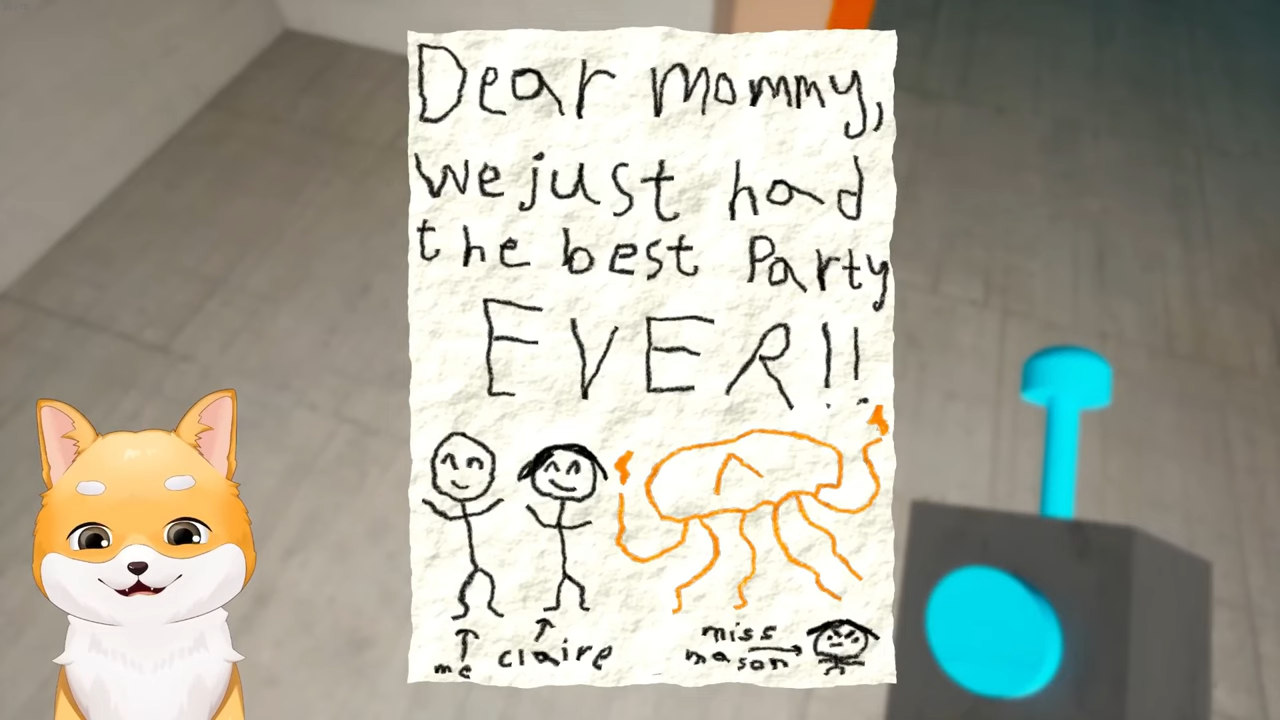 Dear mommy,
we just had
the best Party
EVER!!
me claire
miss
mason